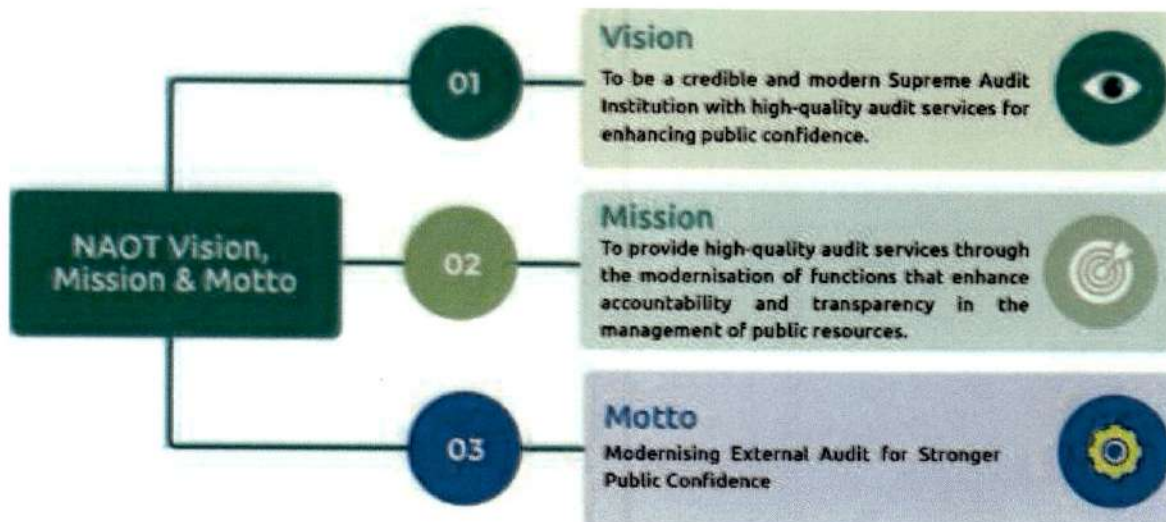 NAOT Vision,
Mission & Motto
01
Vision
To be a credible and modern Supreme Audit
Institution with high-quality audit services for
enhancing public confidence.
02
Mission
To provide high-quality audit services through
the modernisation of functions that enhance
accountability and transparency in the
management of public resources.
03
Motto
Modernising External Audit for Stronger
Public Confidence